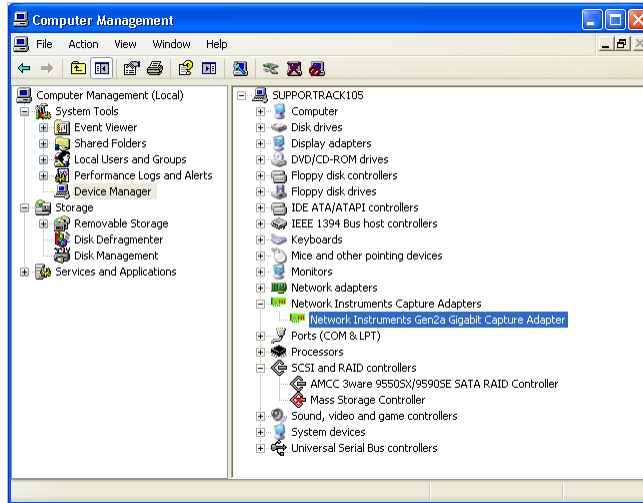 Computer Management
File Action View Window Help
Computer Management (Local)
System Tools
Event Viewer
Shared Folders
Local Users and Groups
Performance Logs and Alerts
Device Manager
Storage
Removable Storage
Disk Defragmenter
Disk Management
Services and Applications
SUPPORTRACK105
Computer
Disk drives
Display adapters
DVD/CD-ROM drives
Floppy disk controllers
Floppy disk drives
IDE ATA/ATAPI controllers
IEEE 1394 Bus host controllers
Keyboards
Mice and other pointing devices
Monitors
Network adapters
Network Instruments Capture Adapters
Network Instruments Gen2a Gigabit Capture Adapter
Ports (COM & LPT)
Processors
SCSI and RAID controllers
AMCC 3ware 9550SX/9590SE SATA RAID Controller
Mass Storage Controller
Sound, video and game controllers
System devices
Universal Serial Bus controllers